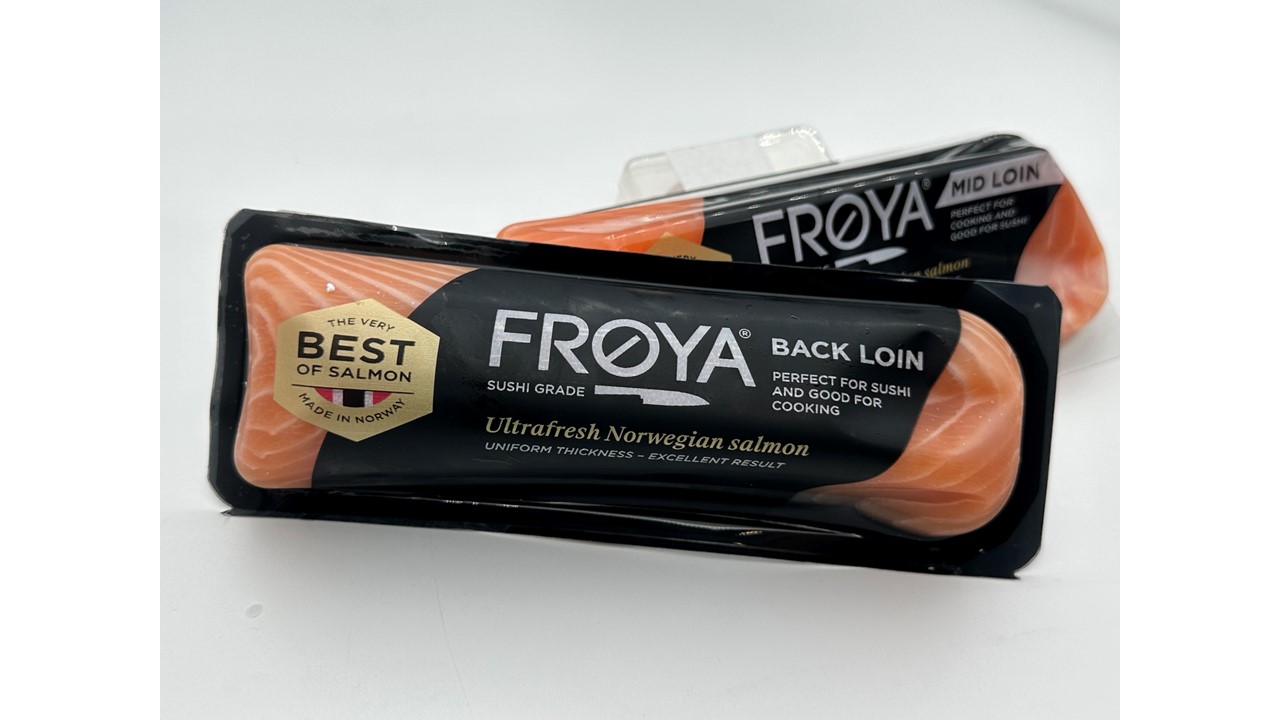 THE VERY
BEST
OF SALMON
MADE IN NORWAY
FRØYA®
SUSHI GRADE
BACK LOIN
PERFECT FOR SUSHI
AND GOOD FOR
COOKING
Ultrafresh Norwegian salmon
UNIFORM THICKNESS – EXCELLENT RESULT
FRØYA®
MID LOIN
PERFECT FOR
COOKING AND
GOOD FOR SUSHI
salmon